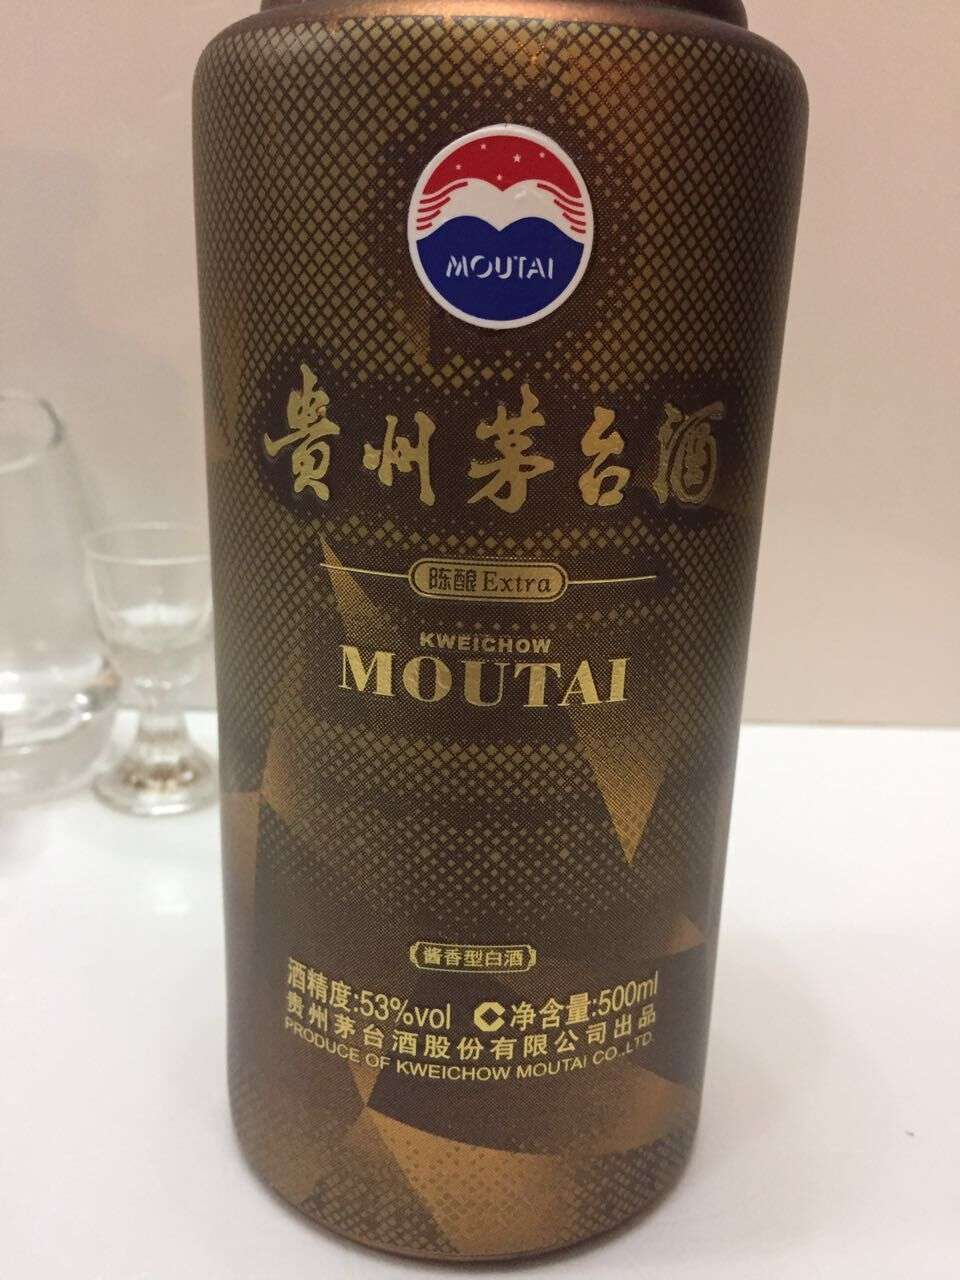 MOUTAI
貴州茅台酒
陈酿 Extra
KWEICHOW
MOUTAI
酱香型白酒
酒精度:53%vol 净含量:500ml
贵州茅台酒股份有限公司出品
PRODUCE OF KWEICHOW MOUTAI CO.,LTD.